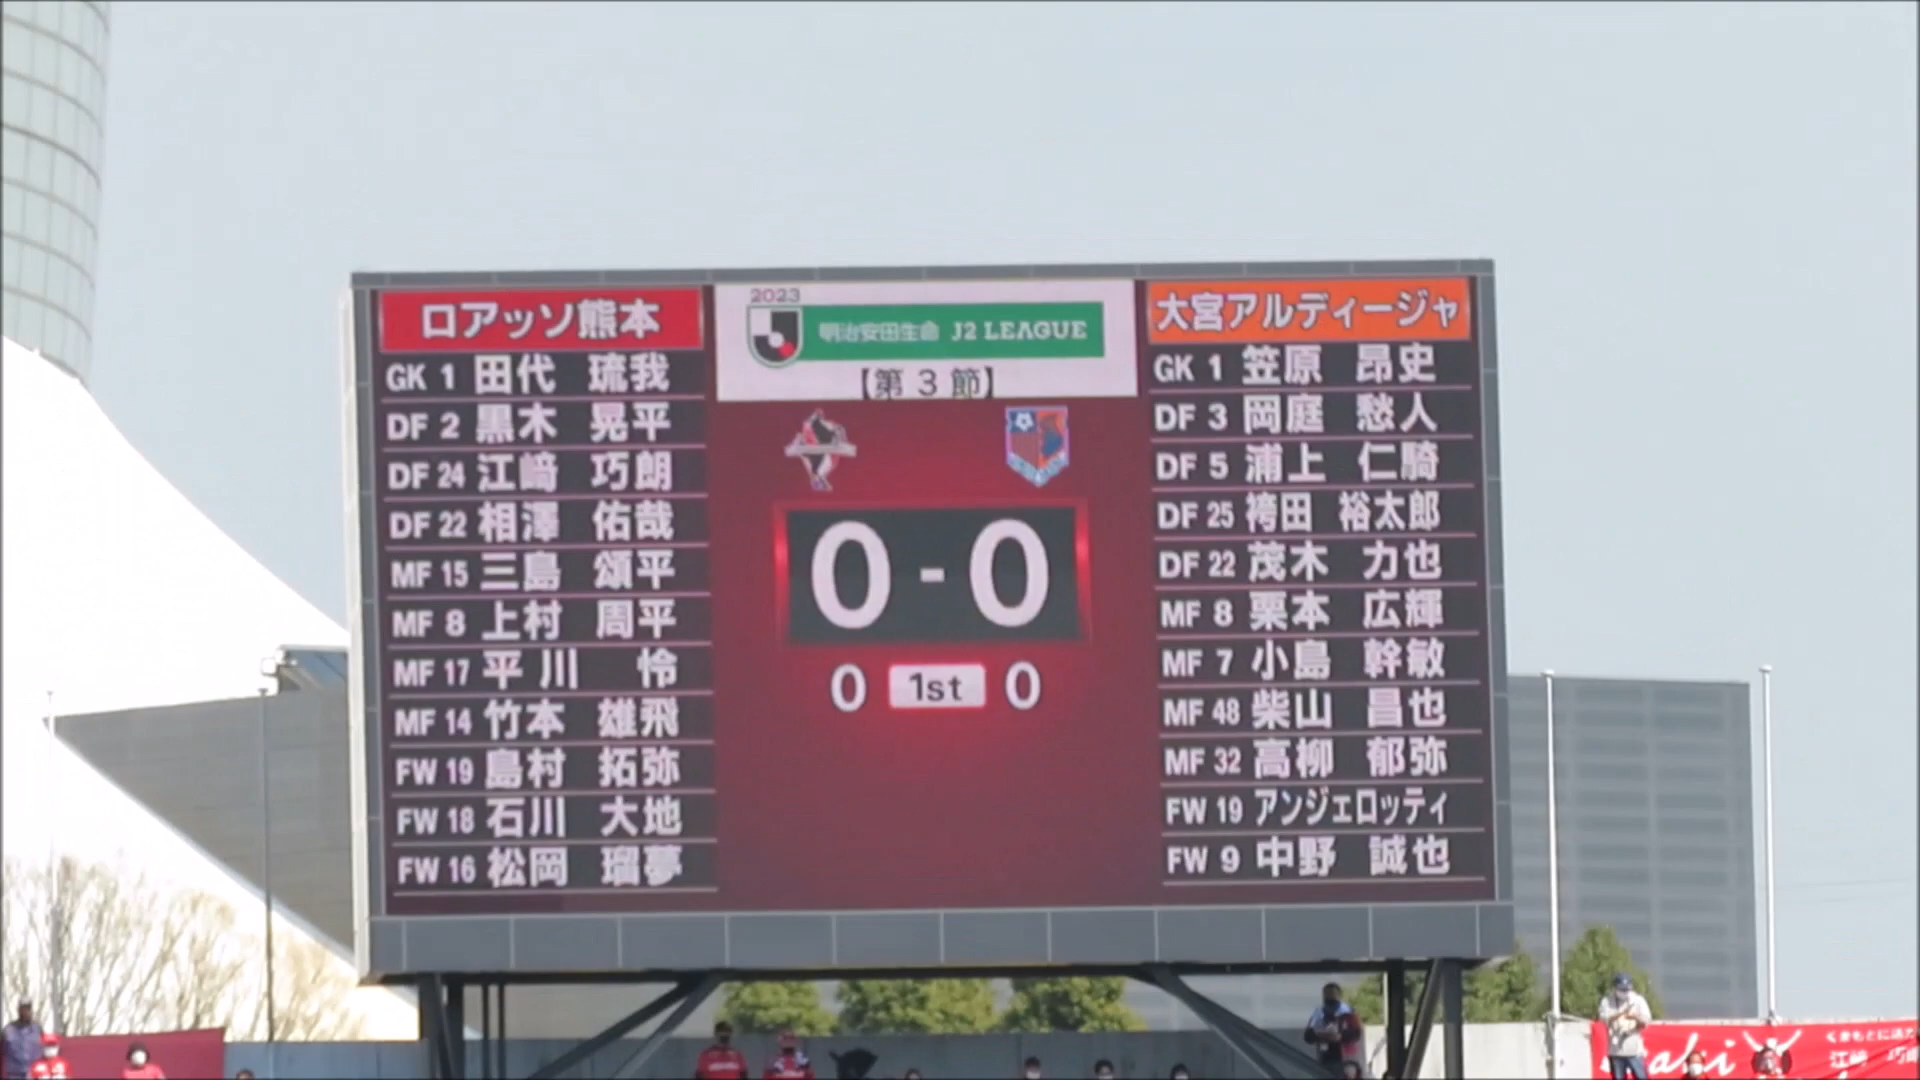 ロアッソ熊本
GK 1 田代 琉我
DF 2 黒木 晃平
DF 24 江﨑 巧朗
DF 22 相澤 佑哉
MF 15 三島 頌平
MF 8 上村 周平
MF 17 平川 怜
MF 14 竹本 雄飛
FW 19 島村 拓弥
FW 18 石川 大地
FW 16 松岡 瑠夢
2023
明治安田生命 J2 LEAGUE
【第 3 節】
0 - 0
0 1st 0
大宮アルディージャ
GK 1 笠原 昂史
DF 3 岡庭 愁人
DF 5 浦上 仁騎
DF 25 袴田 裕太郎
DF 22 茂木 力也
MF 8 栗本 広輝
MF 7 小島 幹敏
MF 48 柴山 昌也
MF 32 高柳 郁弥
FW 19 アンジェロッティ
FW 9 中野 誠也